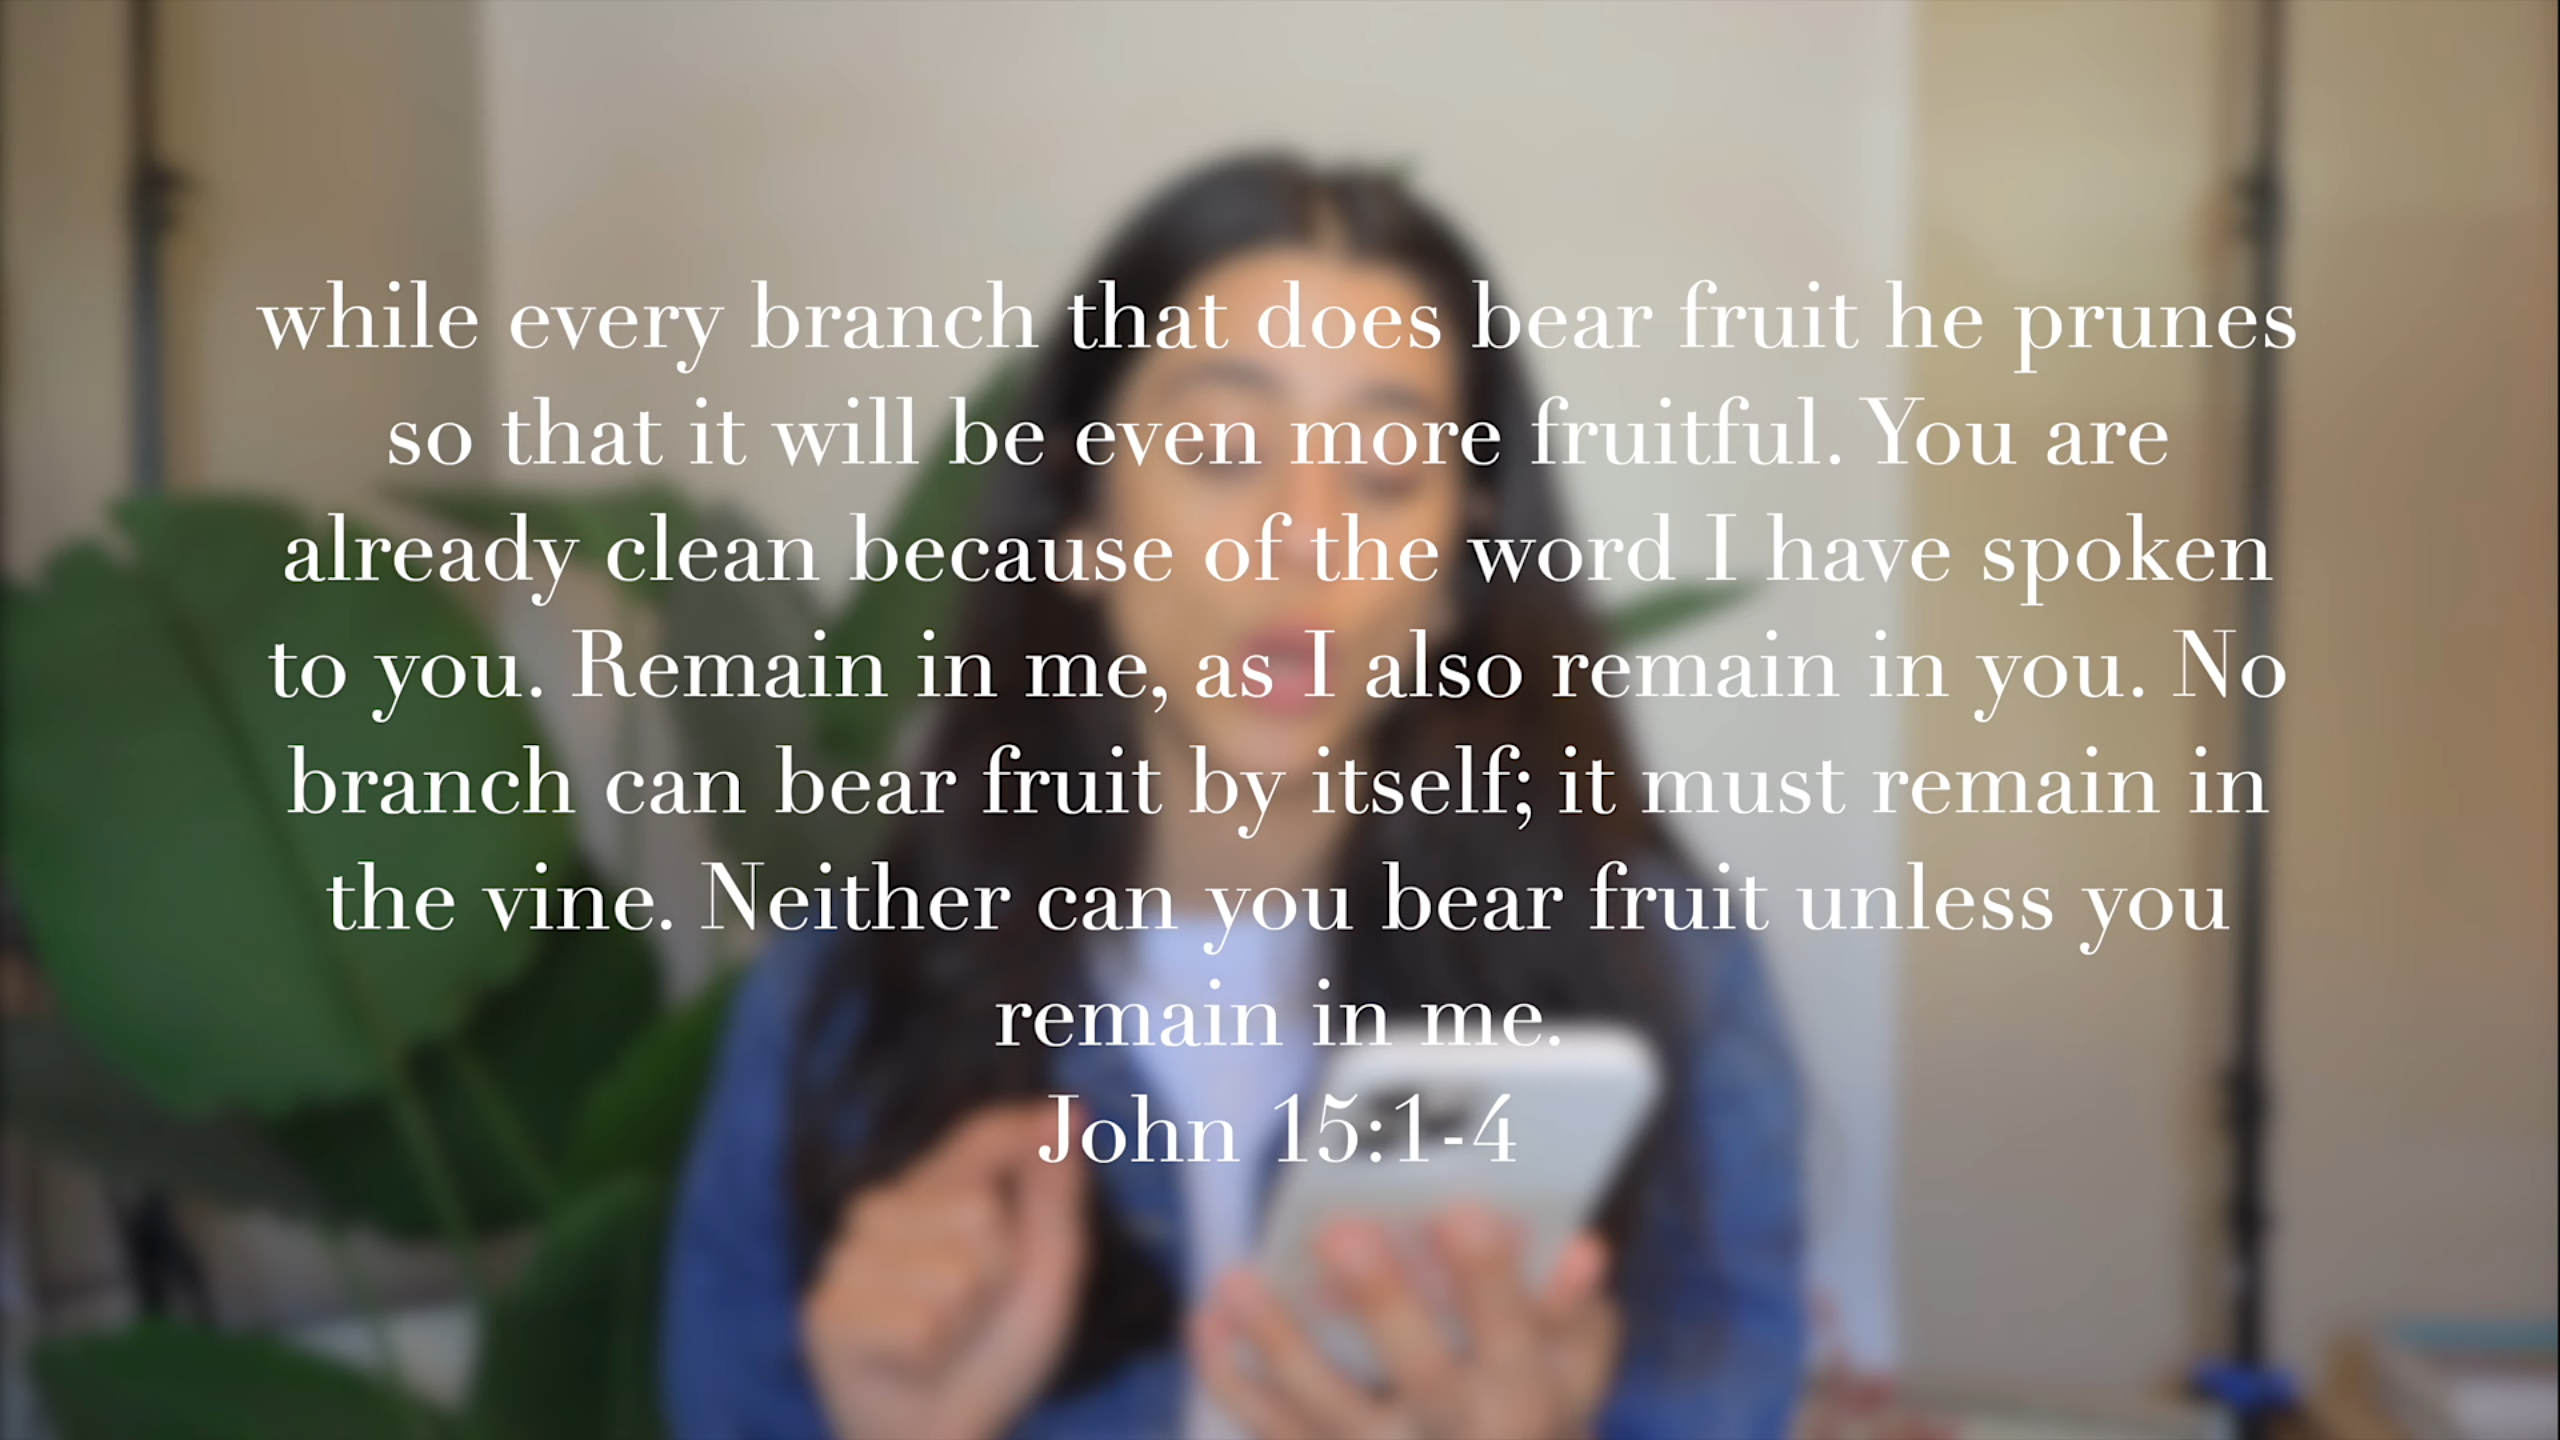 while every branch that does bear fruit he prunes
so that it will be even more fruitful. You are
already clean because of the word I have spoken
to you. Remain in me, as I also remain in you. No
branch can bear fruit by itself; it must remain in
the vine. Neither can you bear fruit unless you
remain in me.
John 15:1-4